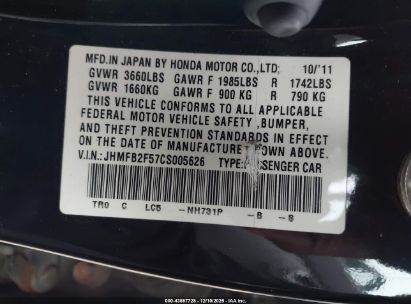 MFD.IN JAPAN BY HONDA MOTOR CO.,LTD; 10/'11
GVWR 3660LBS GAWR F 1985LBS R 1742LBS
GVWR 1660KG GAWR F 900 KG R 790 KG
THIS VEHICLE CONFORMS TO ALL APPLICABLE
FEDERAL MOTOR VEHICLE SAFETY ,BUMPER,
AND THEFT PREVENTION STANDARDS IN EFFECT
ON THE DATE OF MANUFACTURE SHOWN ABOVE.
V.I.N.:JHMFB2F57CS005626 TYPE:PASSENGER CAR
TR0 C LC5 NH731P B S